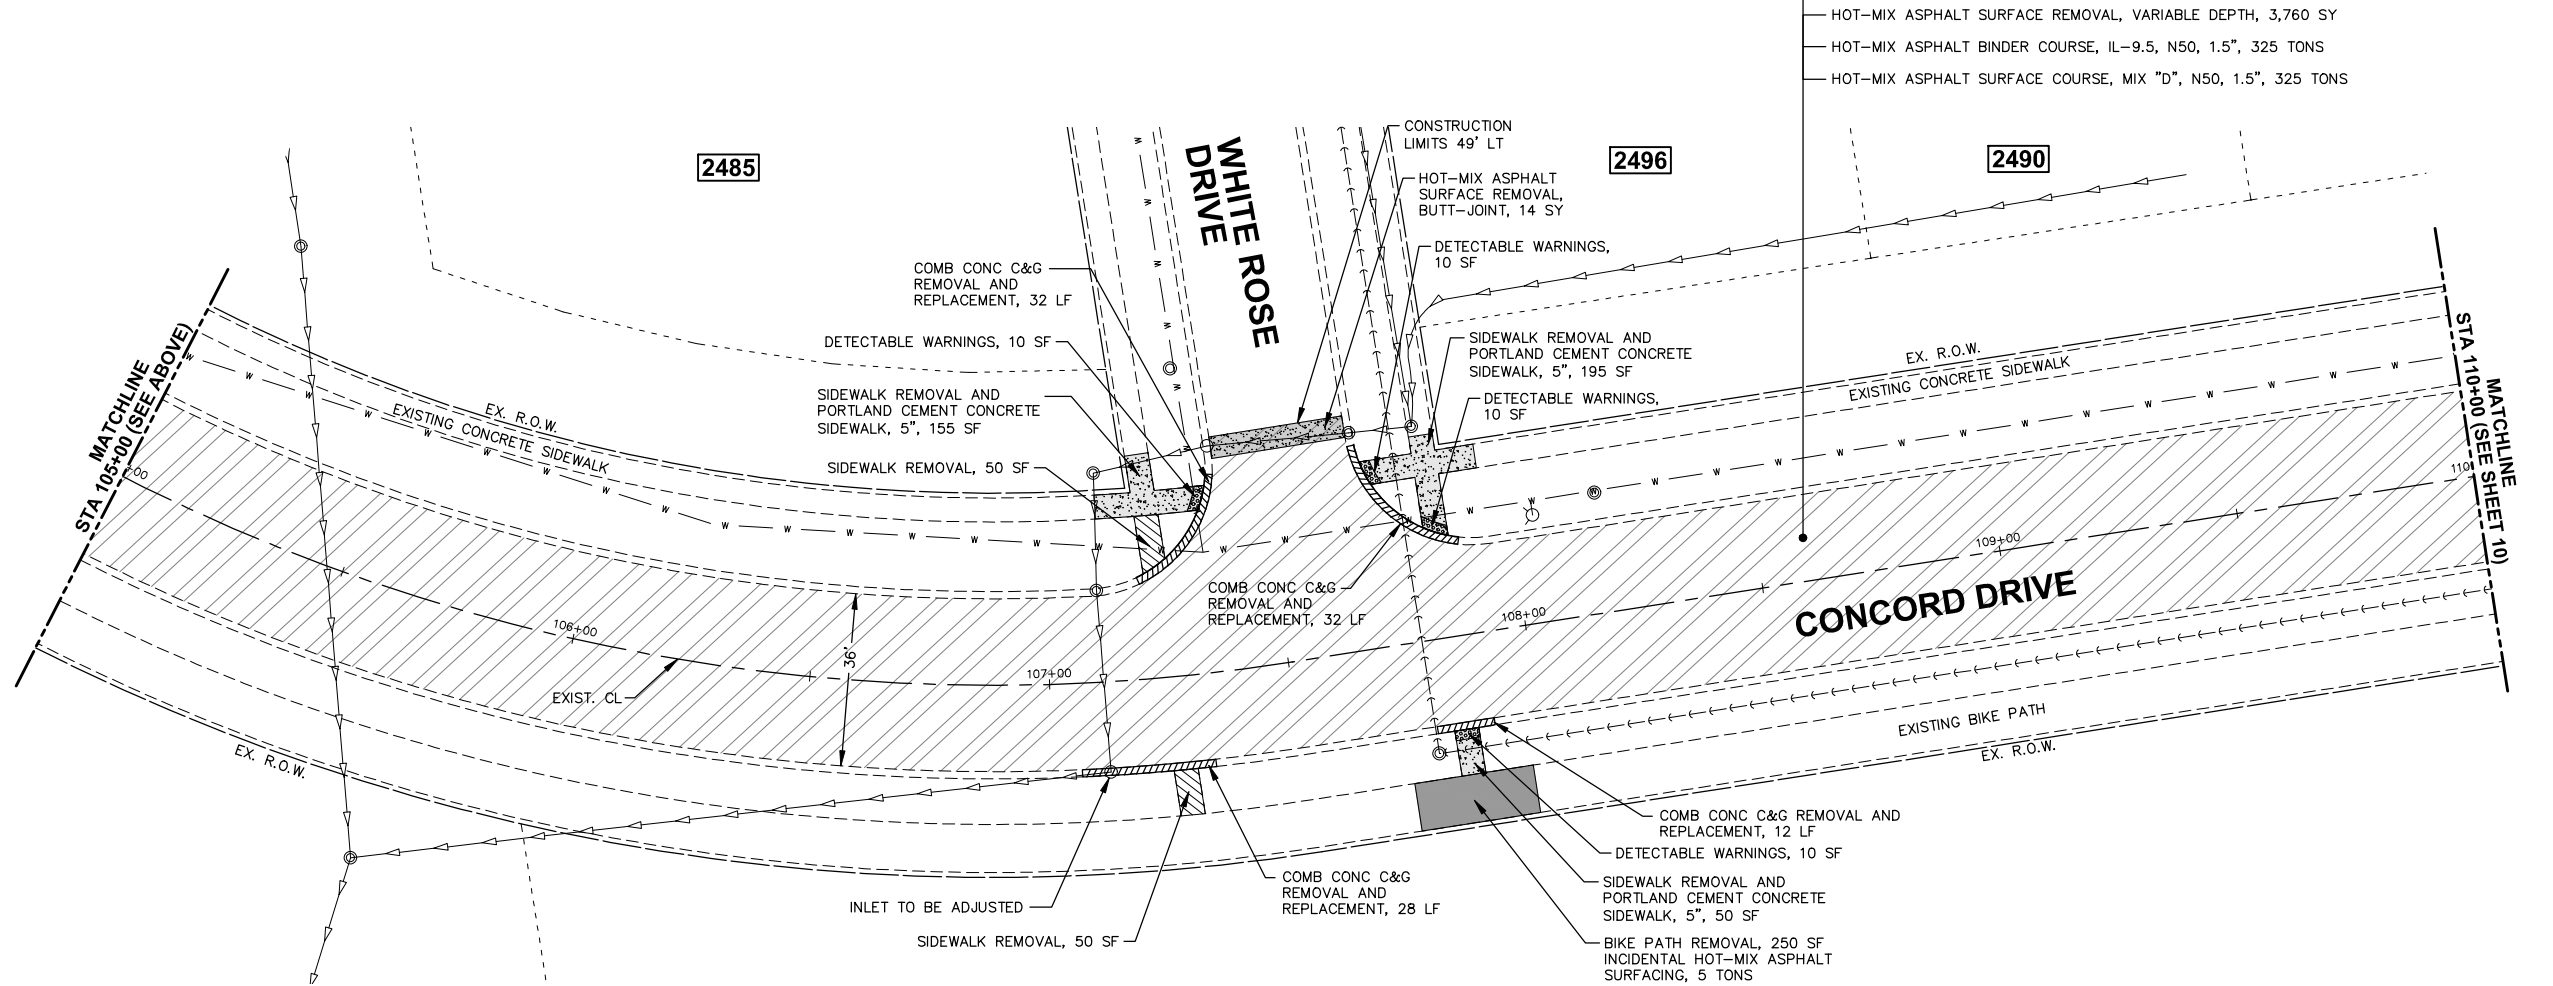 HOT-MIX ASPHALT SURFACE REMOVAL, VARIABLE DEPTH, 3,760 SY
HOT-MIX ASPHALT BINDER COURSE, IL-9.5, N50, 1.5", 325 TONS
HOT-MIX ASPHALT SURFACE COURSE, MIX "D", N50, 1.5", 325 TONS
CONSTRUCTION
LIMITS 49' LT
2485
WHITE ROSE
DRIVE
2496
2490
HOT-MIX ASPHALT
SURFACE REMOVAL,
BUTT-JOINT, 14 SY
DETECTABLE WARNINGS,
10 SF
COMB CONC C&G
REMOVAL AND
REPLACEMENT, 32 LF
DETECTABLE WARNINGS, 10 SF
SIDEWALK REMOVAL AND
PORTLAND CEMENT CONCRETE
SIDEWALK, 5", 195 SF
SIDEWALK REMOVAL AND
PORTLAND CEMENT CONCRETE
SIDEWALK, 5", 155 SF
DETECTABLE WARNINGS,
10 SF
SIDEWALK REMOVAL, 50 SF
EX. R.O.W.
EXISTING CONCRETE SIDEWALK
EX. R.O.W.
EXISTING CONCRETE SIDEWALK
MATCHLINE
STA 105+00 (SEE ABOVE)
MATCHLINE
STA 110+00 (SEE SHEET 10)
W W W W W W W W W W W W W W W W W W W W W W W W W W W W W W W W W W W W W W
+00
106+00
107+00
108+00
109+00
110
36'
EXIST. CL
COMB CONC C&G
REMOVAL AND
REPLACEMENT, 32 LF
CONCORD DRIVE
EXISTING BIKE PATH
EX. R.O.W.
EX. R.O.W.
COMB CONC C&G REMOVAL AND
REPLACEMENT, 12 LF
DETECTABLE WARNINGS, 10 SF
SIDEWALK REMOVAL AND
PORTLAND CEMENT CONCRETE
SIDEWALK, 5", 50 SF
BIKE PATH REMOVAL, 250 SF
INCIDENTAL HOT-MIX ASPHALT
SURFACING, 5 TONS
COMB CONC C&G
REMOVAL AND
REPLACEMENT, 28 LF
INLET TO BE ADJUSTED
SIDEWALK REMOVAL, 50 SF